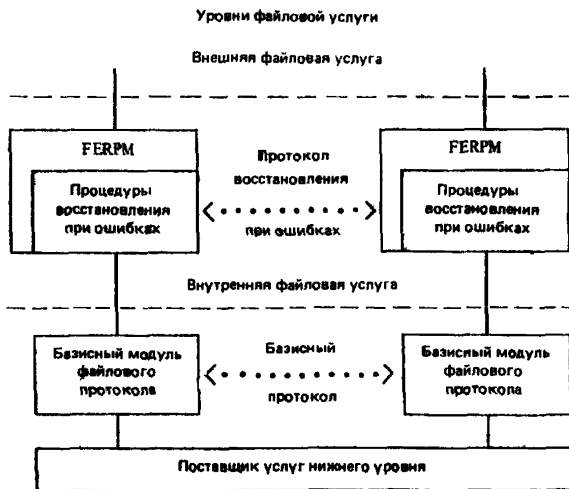 Уровни файловой услуги
Внешняя файловая услуга
FERPM
Процедуры
восстановления
при ошибках
Протокол
восстановления
при ошибках
FERPM
Процедуры
восстановления
при ошибках
Внутренняя файловая услуга
Базисный модуль
файлового
протокола
Базисный
протокол
Базисный модуль
файлового
протокола
Поставщик услуг нижнего уровня